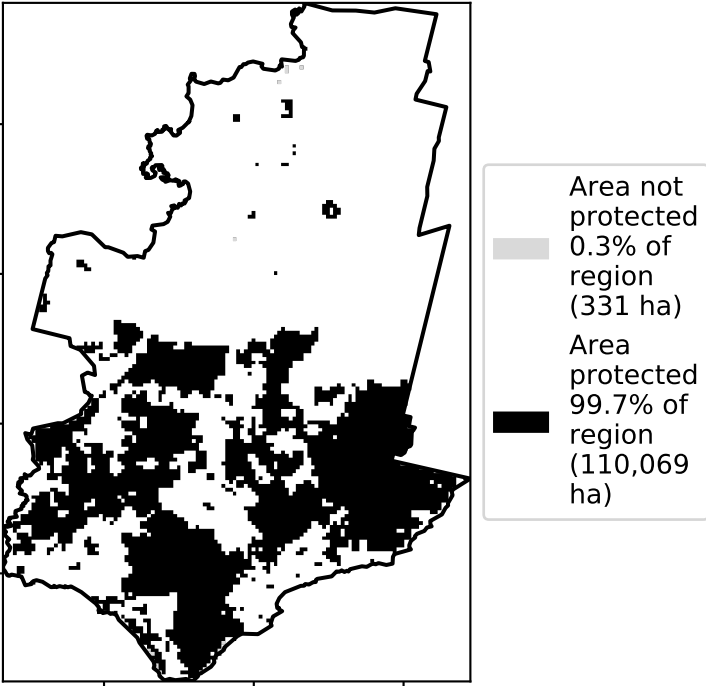 Area not
protected
0.3% of
region
(331 ha)
Area
protected
99.7% of
region
(110,069
ha)